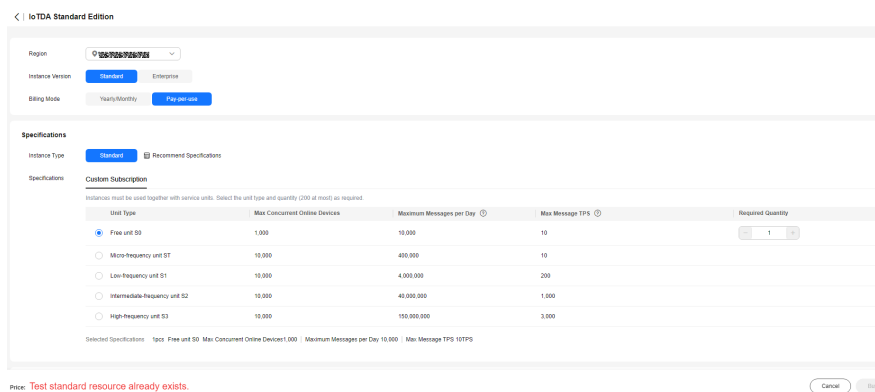 IoTDA Standard Edition
Region
Instance Version Standard Enterprise
Billing Mode Yearly/Monthly Pay-per-use
Specifications
Instance Type Standard Recommend Specifications
Specifications Custom Subscription
Instances must be used together with service units. Select the unit type and quantity (200 at most) as required.
Unit Type Max Concurrent Online Devices Maximum Messages per Day Max Message TPS Required Quantity
Free unit S0 1,000 10,000 10 1
Micro-frequency unit ST 10,000 400,000 10
Low-frequency unit S1 10,000 4,000,000 200
Intermediate-frequency unit S2 10,000 40,000,000 1,000
High-frequency unit S3 10,000 150,000,000 3,000
Selected Specifications 1pcs Free unit S0 Max Concurrent Online Devices1,000 | Maximum Messages per Day 10,000 | Max Message TPS 10TPS
Price: Test standard resource already exists. Cancel